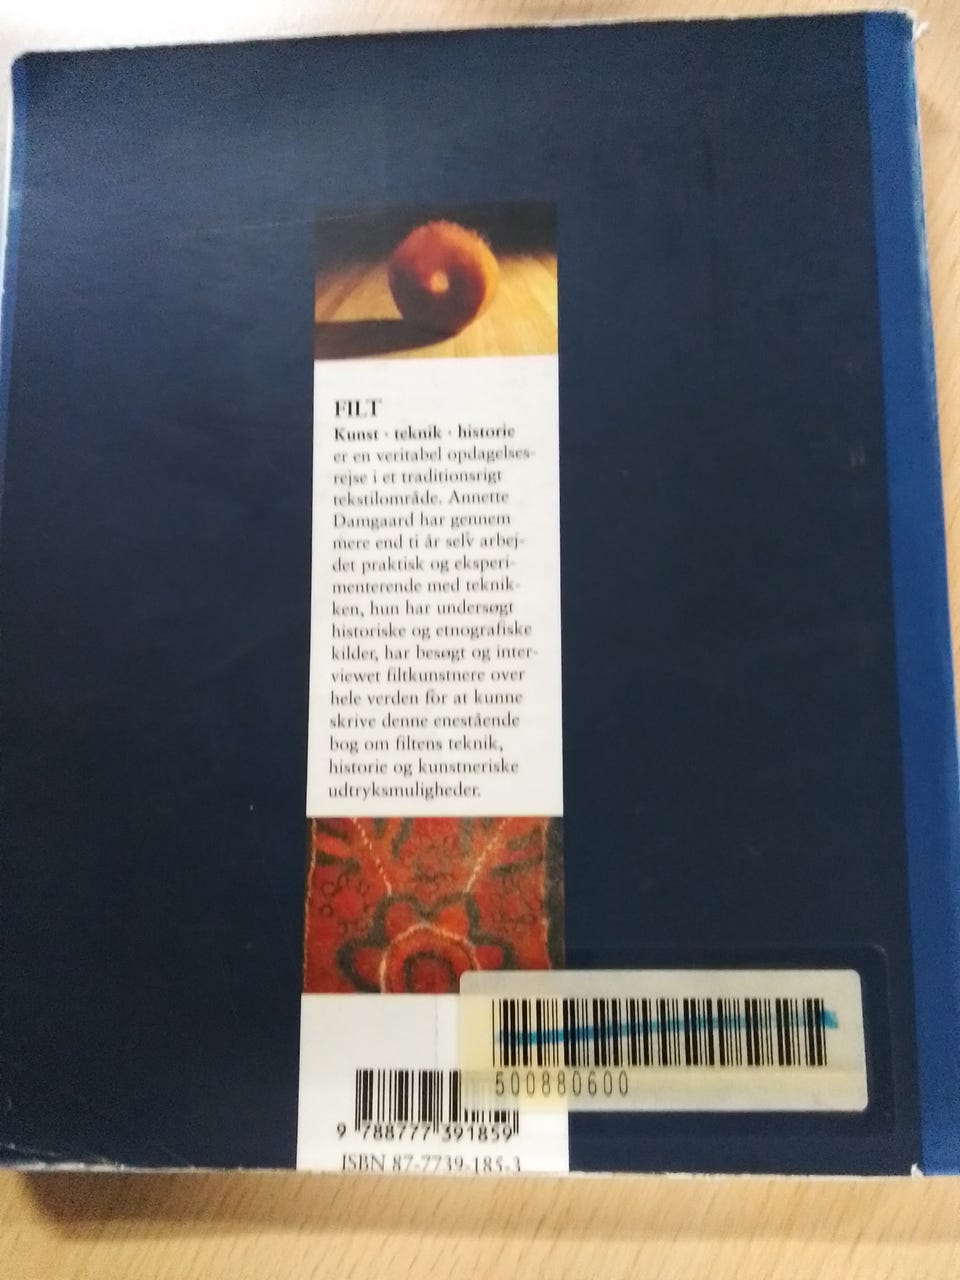 FILT
Kunst · teknik · historie
er en veritabel opdagelses-
rejse i et traditionsrigt
tekstilområde. Annette
Damgaard har gennem
mere end ti år selv arbej-
det praktisk og eksperi-
menterende med teknik-
ken, hun har undersøgt
historiske og etnografiske
kilder, har besøgt og inter-
viewet filtkunstnere over
hele verden for at kunne
skrive denne enestående
bog om filtens teknik,
historie og kunstneriske
udtryksmuligheder.
500880600
9 788777 391859
ISBN 87-7739-185-3